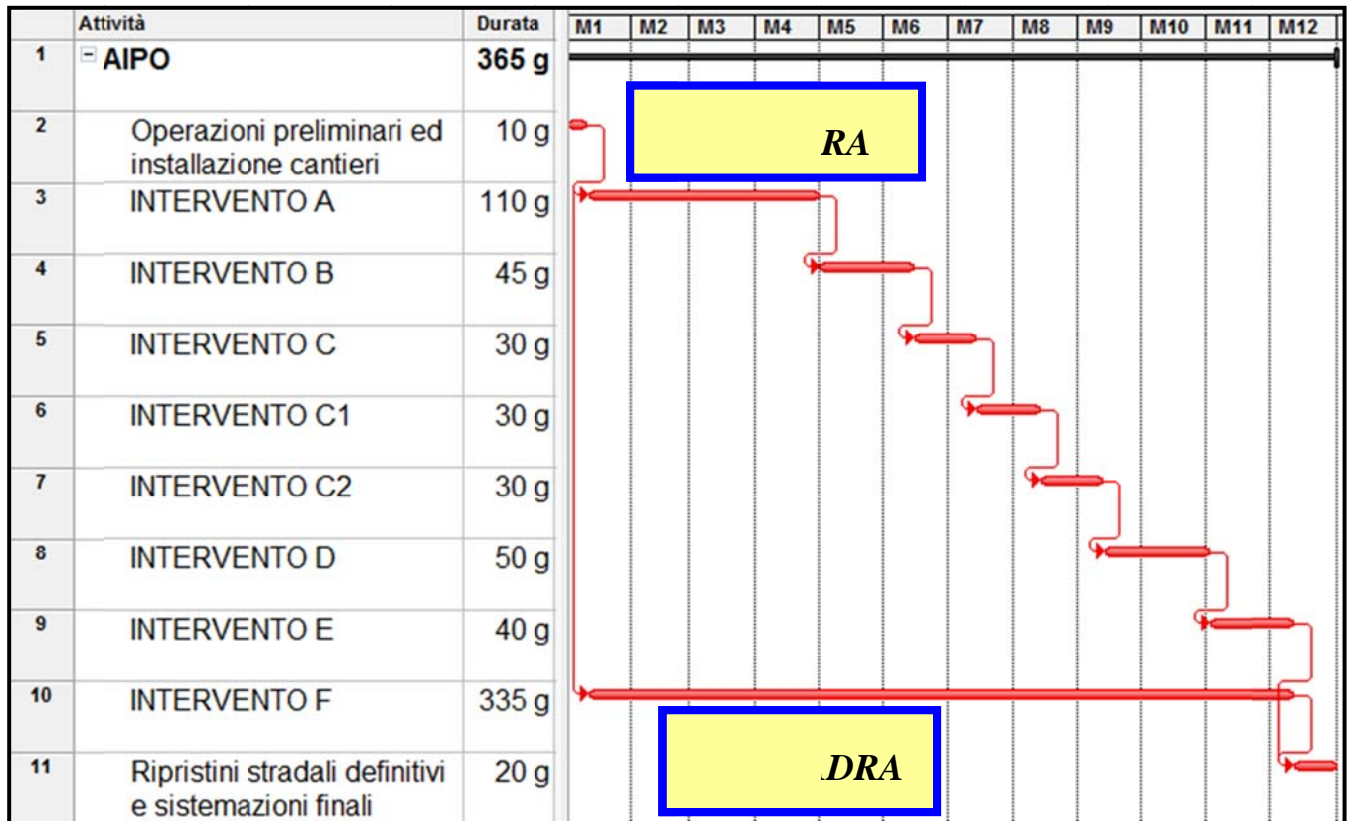 Attività Durata M1 M2 M3 M4 M5 M6 M7 M8 M9 M10 M11 M12
1 AIPO 365 g
2 Operazioni preliminari ed 10 g
installazione cantieri
RA
3 INTERVENTO A 110 g
4 INTERVENTO B 45 g
5 INTERVENTO C 30 g
6 INTERVENTO C1 30 g
7 INTERVENTO C2 30 g
8 INTERVENTO D 50 g
9 INTERVENTO E 40 g
10 INTERVENTO F 335 g
.DRA
11 Ripristini stradali definitivi 20 g
e sistemazioni finali